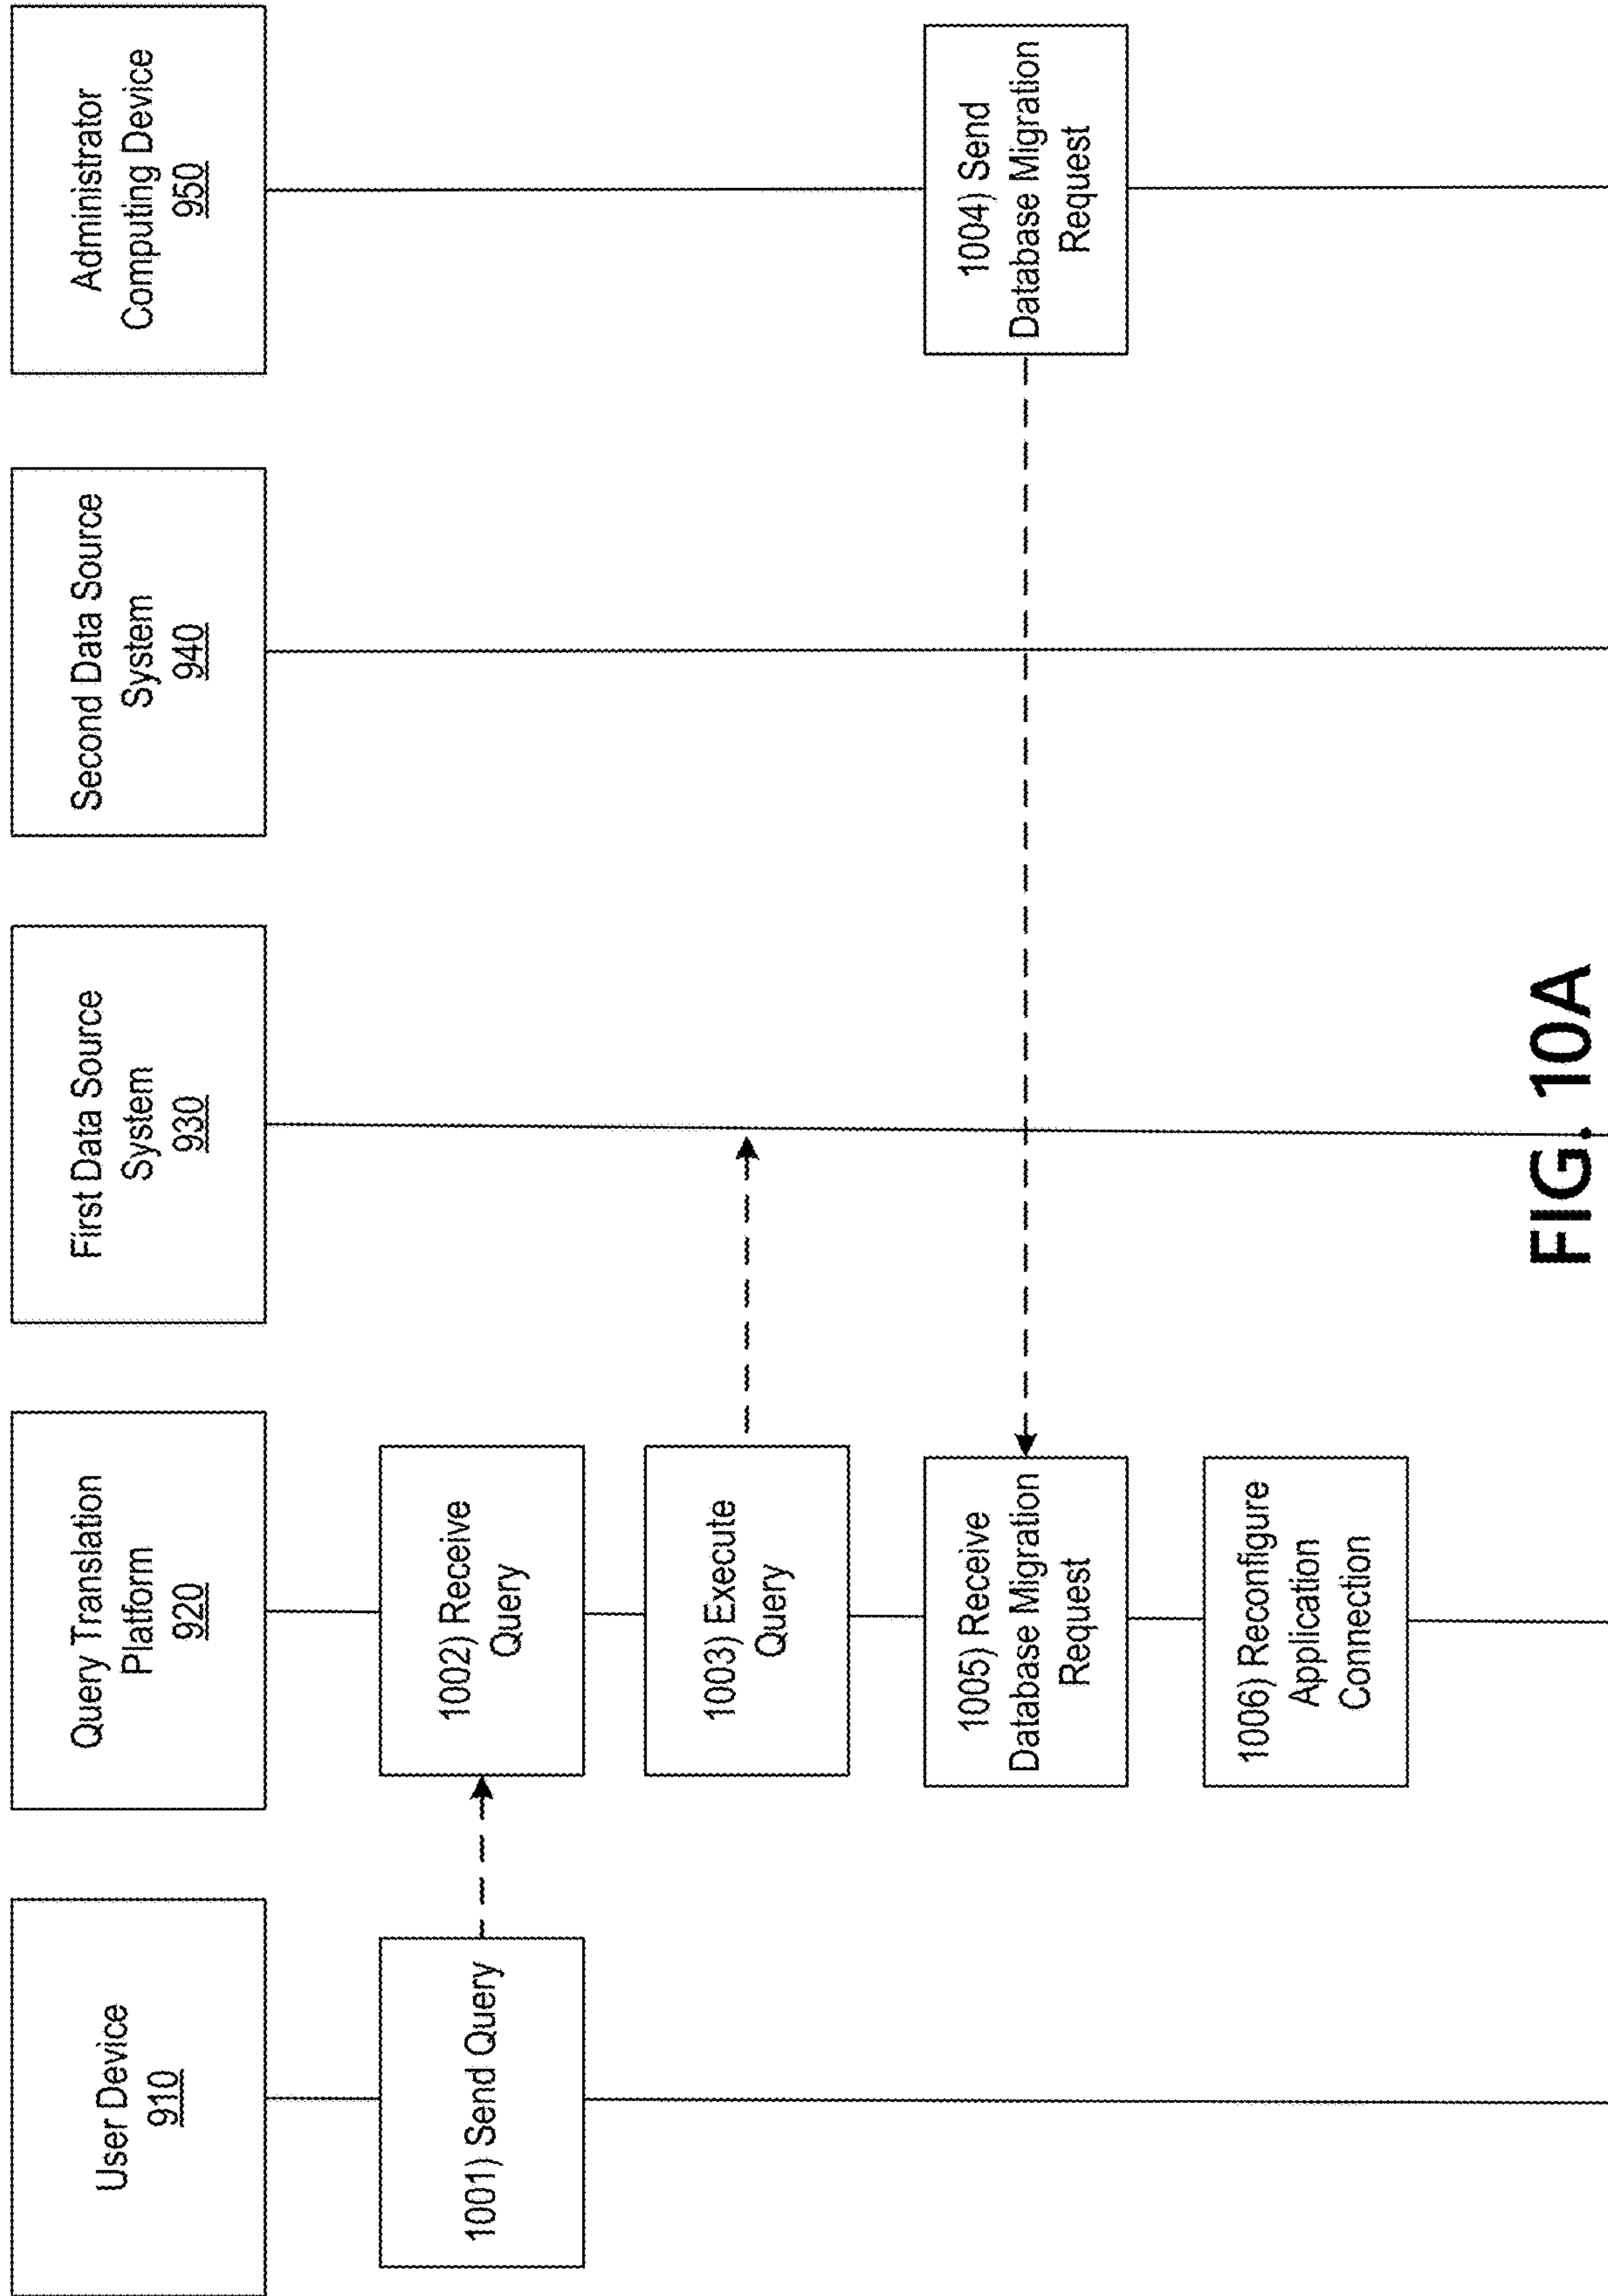 User Device
910
Query Translation
Platform
920
First Data Source
System
930
Second Data Source
System
940
Administrator
Computing Device
950
1001) Send Query
1002) Receive
Query
1003) Execute
Query
1004) Send
Database Migration
Request
1005) Receive
Database Migration
Request
1006) Reconfigure
Application
Connection
FIG. 10A